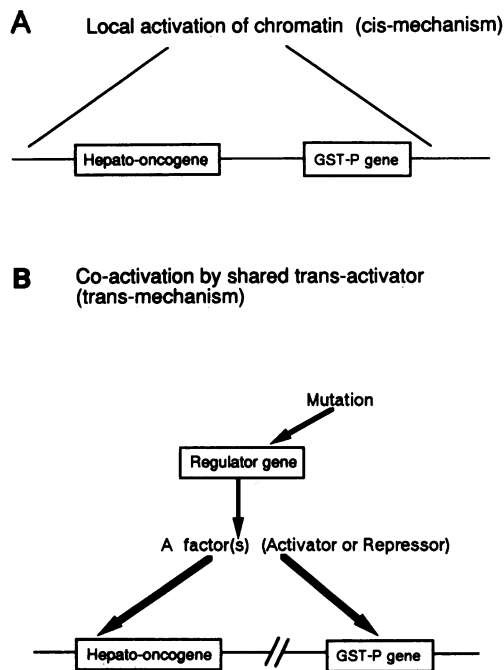 A Local activation of chromatin (cis-mechanism)
Hepato-oncogene GST-P gene
B Co-activation by shared trans-activator
(trans-mechanism)
Mutation
Regulator gene
A factor(s) (Activator or Repressor)
Hepato-oncogene GST-P gene